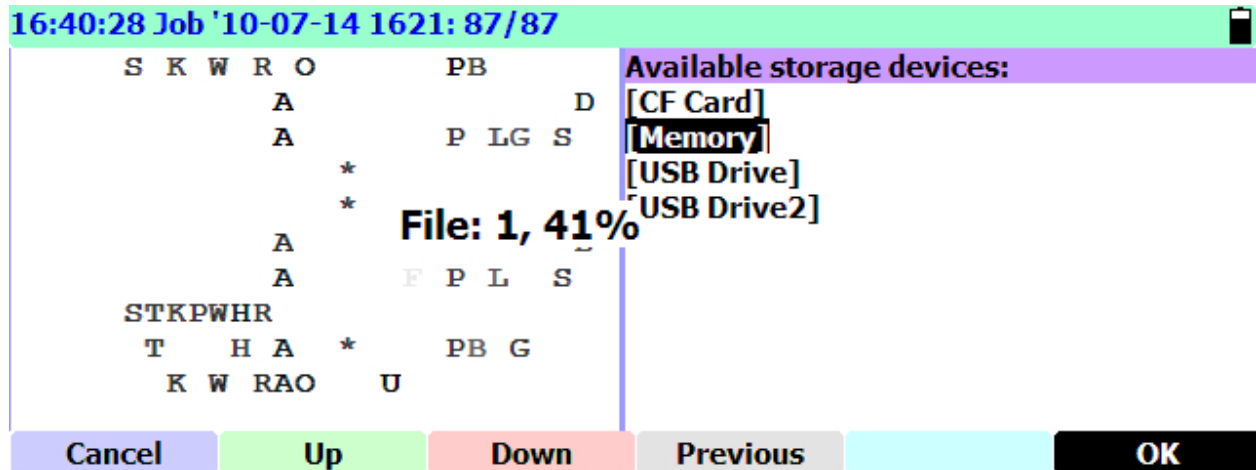 16:40:28 Job '10-07-14 1621: 87/87
S K W R O PB
A D
A P LG S
*
*
A
A F P L S
STKPWHR
T H A * PB G
K W RAO U
File: 1, 41%
Available storage devices:
[CF Card]
[Memory]
[USB Drive]
[USB Drive2]
Cancel Up Down Previous OK